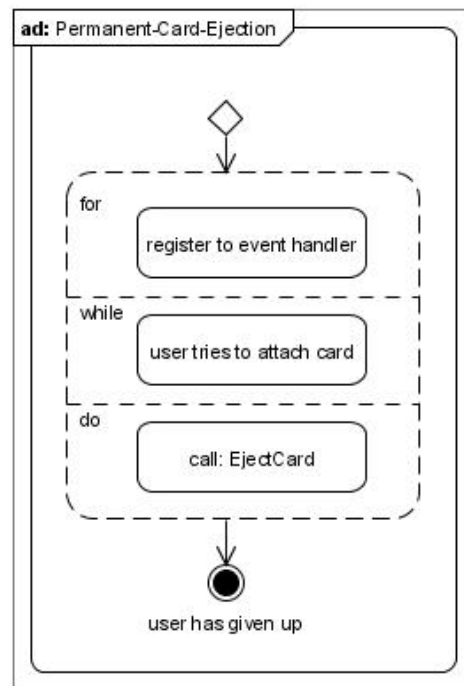 ad: Permanent-Card-Ejection
for
register to event handler
while
user tries to attach card
do
call: EjectCard
user has given up